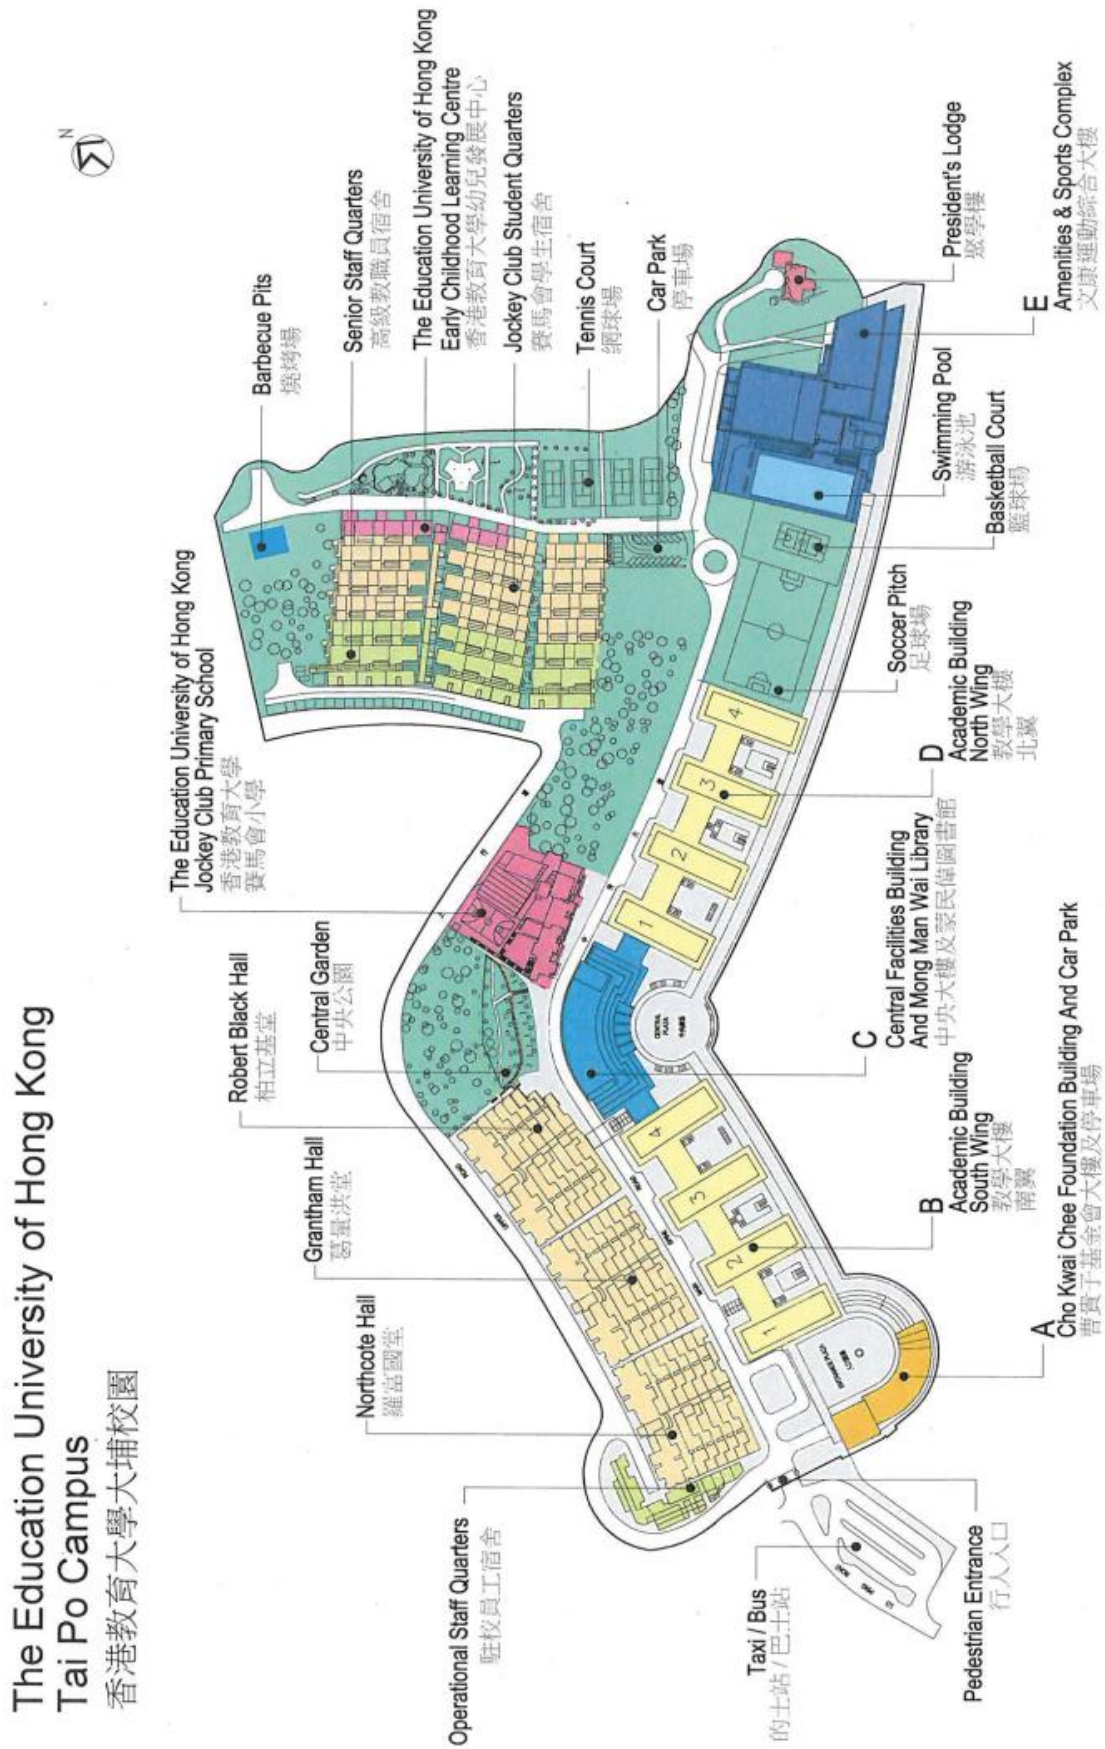 The Education University of Hong Kong
Tai Po Campus
香港教育大學大埔校園
N
Operational Staff Quarters
駐校員工宿舍
Northcote Hall
羅富國堂
Grantham Hall
葛量洪堂
Robert Black Hall
柏立基堂
Central Garden
中央公園
The Education University of Hong Kong
Jockey Club Primary School
香港教育大學
賽馬會小學
Barbecue Pits
燒烤場
Senior Staff Quarters
高級教職員宿舍
The Education University of Hong Kong
Early Childhood Learning Centre
香港教育大學幼兒發展中心
Jockey Club Student Quarters
賽馬會學生宿舍
Tennis Court
網球場
Car Park
停車場
1
2
3
4
1
2
3
4
CENTRAL
PLAZA
ENTRANCE PLAZA
ROAD
UPPER
ROAD
Taxi / Bus
的士站 / 巴士站
Pedestrian Entrance
行人入口
A
Cho Kwai Chee Foundation Building And Car Park
曹貴子基金會大樓及停車場
B
Academic Building
South Wing
教學大樓
南翼
C
Central Facilities Building
And Mong Man Wai Library
中央大樓及蒙民偉圖書館
D
Academic Building
North Wing
教學大樓
北翼
Soccer Pitch
足球場
Basketball Court
籃球場
Swimming Pool
游泳池
E
Amenities & Sports Complex
文康運動綜合大樓
President's Lodge
眾學樓